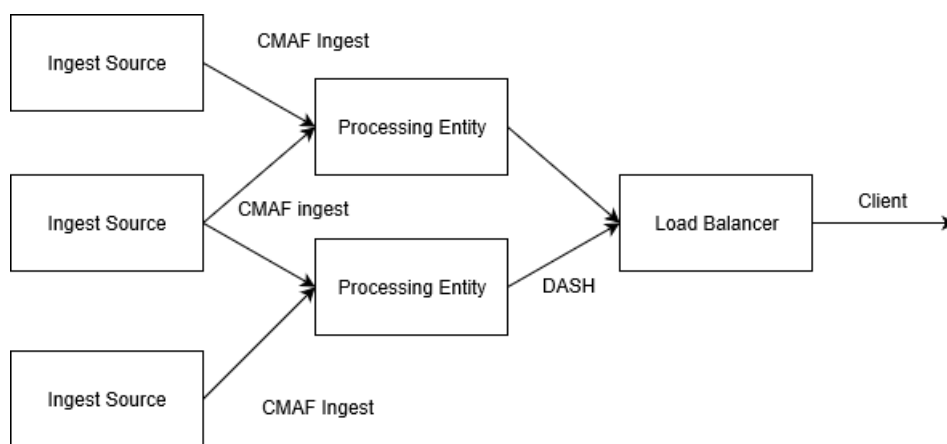 CMAF Ingest
Ingest Source
Processing Entity
Client
Ingest Source
CMAF ingest
Load Balancer
Processing Entity
DASH
Ingest Source
CMAF Ingest